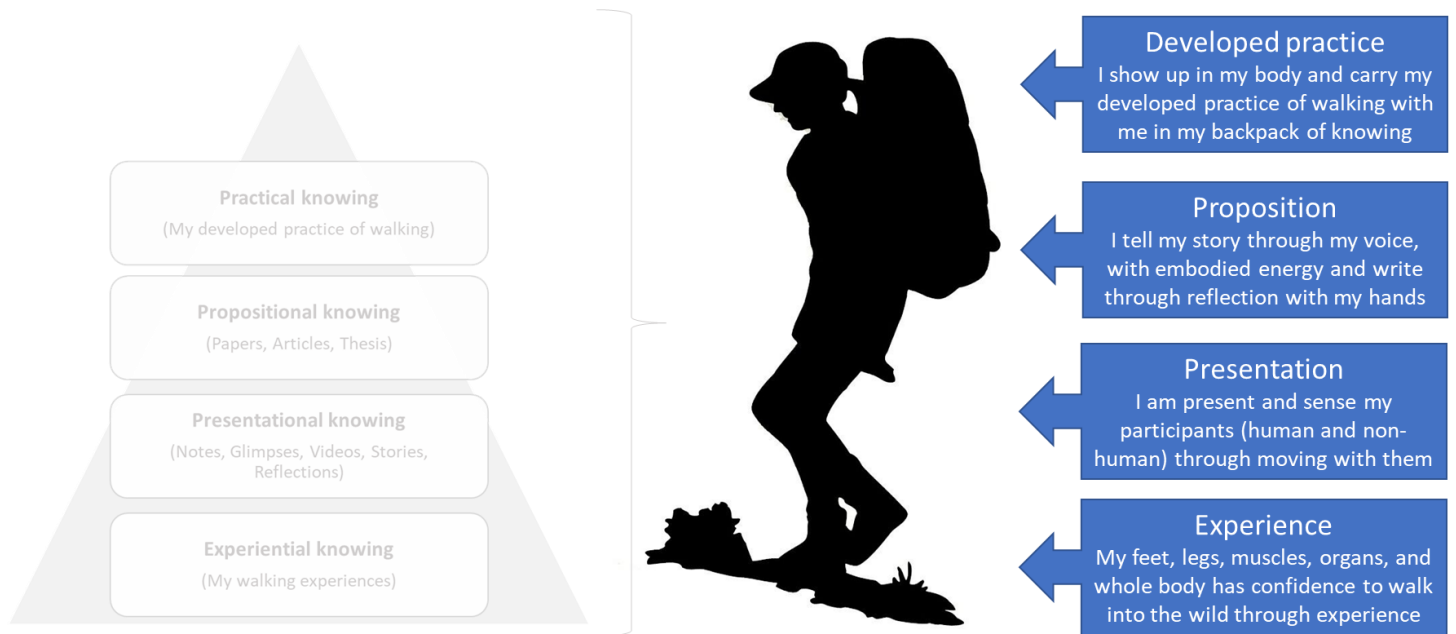 Practical knowing
(My developed practice of walking)
Propositional knowing
(Papers, Articles, Thesis)
Presentational knowing
(Notes, Glimpses, Videos, Stories,
Reflections)
Experiential knowing
(My walking experiences)
Developed practice
I show up in my body and carry my
developed practice of walking with
me in my backpack of knowing
Proposition
I tell my story through my voice,
with embodied energy and write
through reflection with my hands
Presentation
I am present and sense my
participants (human and non-
human) through moving with them
Experience
My feet, legs, muscles, organs, and
whole body has confidence to walk
into the wild through experience